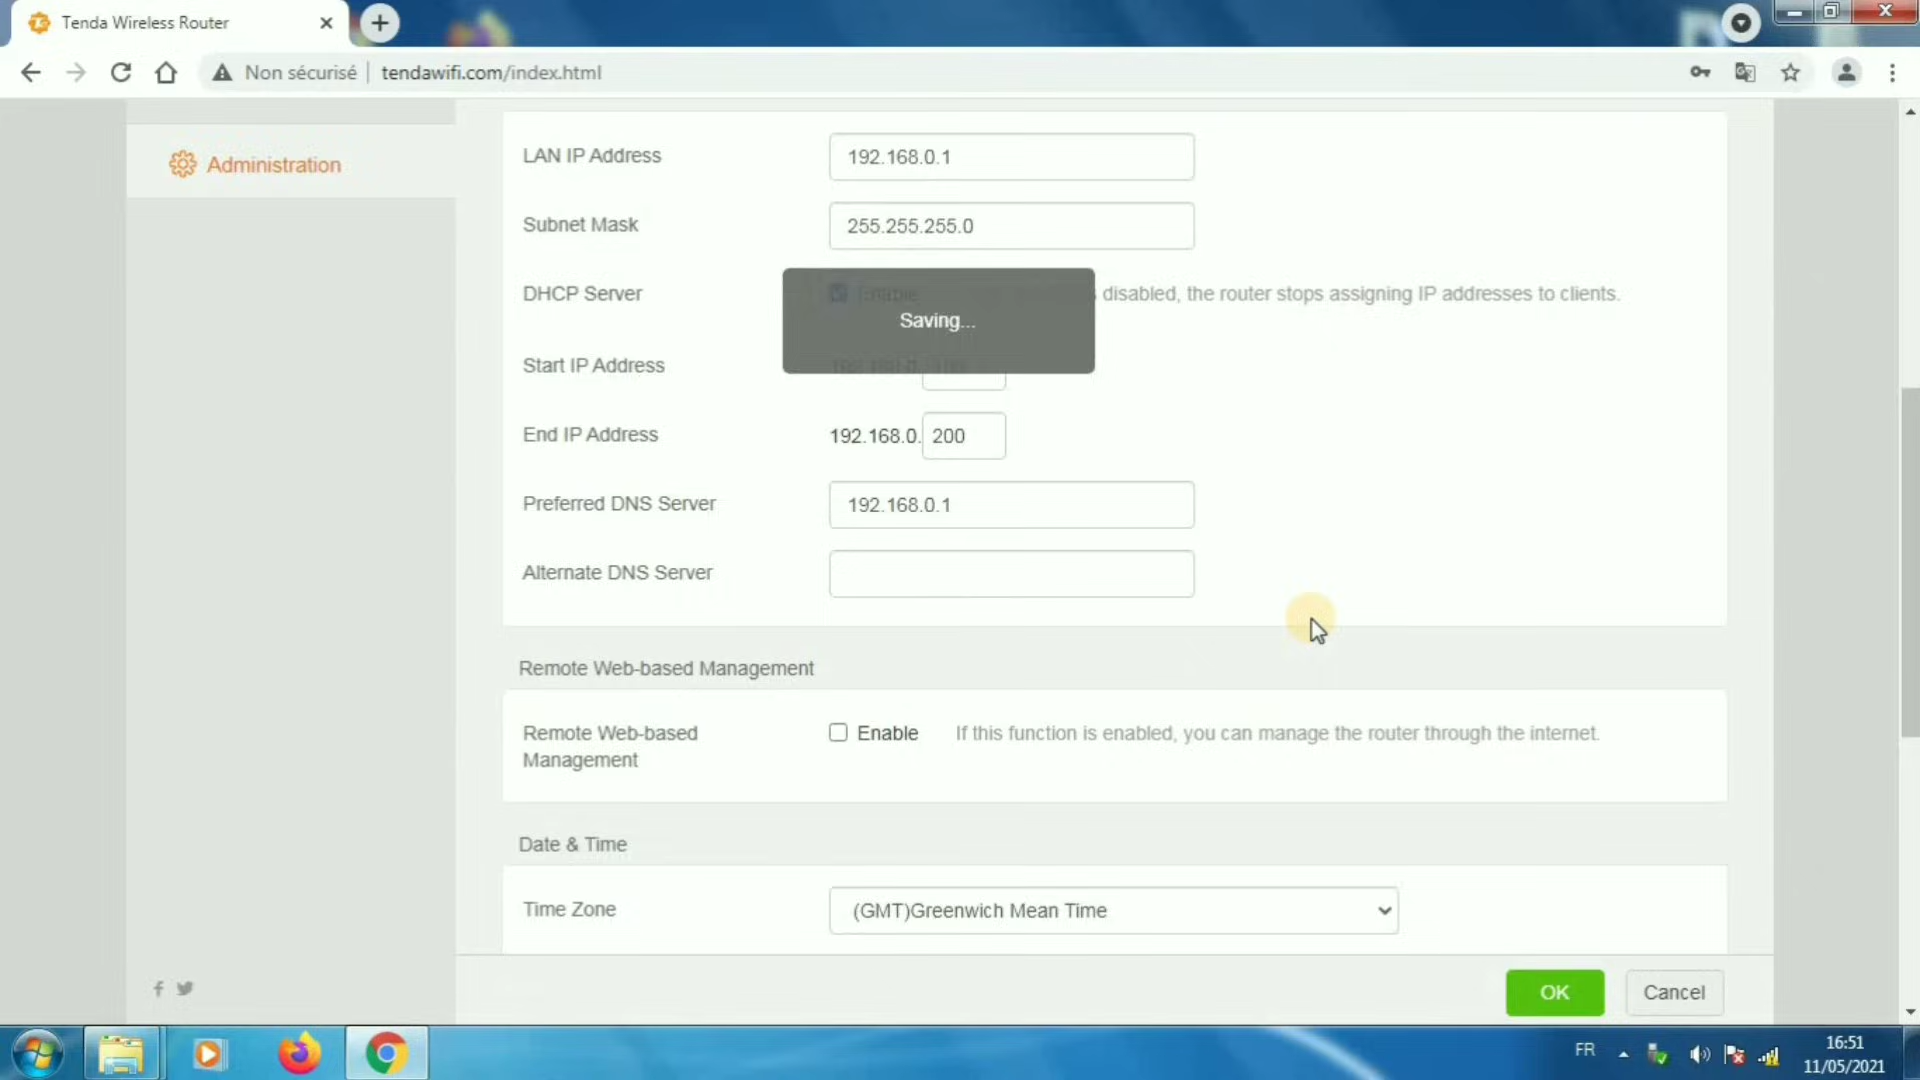 Tenda Wireless Router
Non sécurisé
tendawifi.com/index.html
Administration
LAN IP Address
192.168.0.1
Subnet Mask
255.255.255.0
DHCP Server
Enable
disabled, the router stops assigning IP addresses to clients.
Saving...
Start IP Address
End IP Address
192.168.0. 200
Preferred DNS Server
192.168.0.1
Alternate DNS Server
Remote Web-based Management
Remote Web-based
Management
Enable
If this function is enabled, you can manage the router through the internet.
Date & Time
Time Zone
(GMT)Greenwich Mean Time
OK
Cancel
FR
16:51
11/05/2021